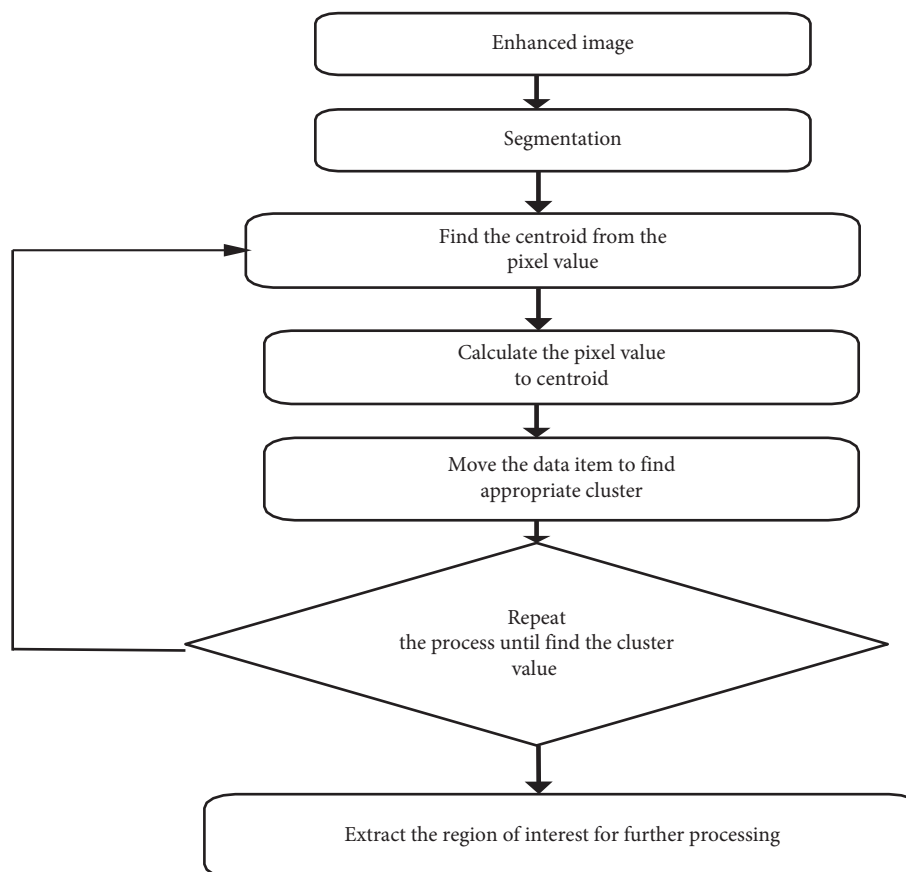 Enhanced image
Segmentation
Find the centroid from the
pixel value
Calculate the pixel value
to centroid
Move the data item to find
appropriate cluster
Repeat
the process until find the cluster
value
Extract the region of interest for further processing